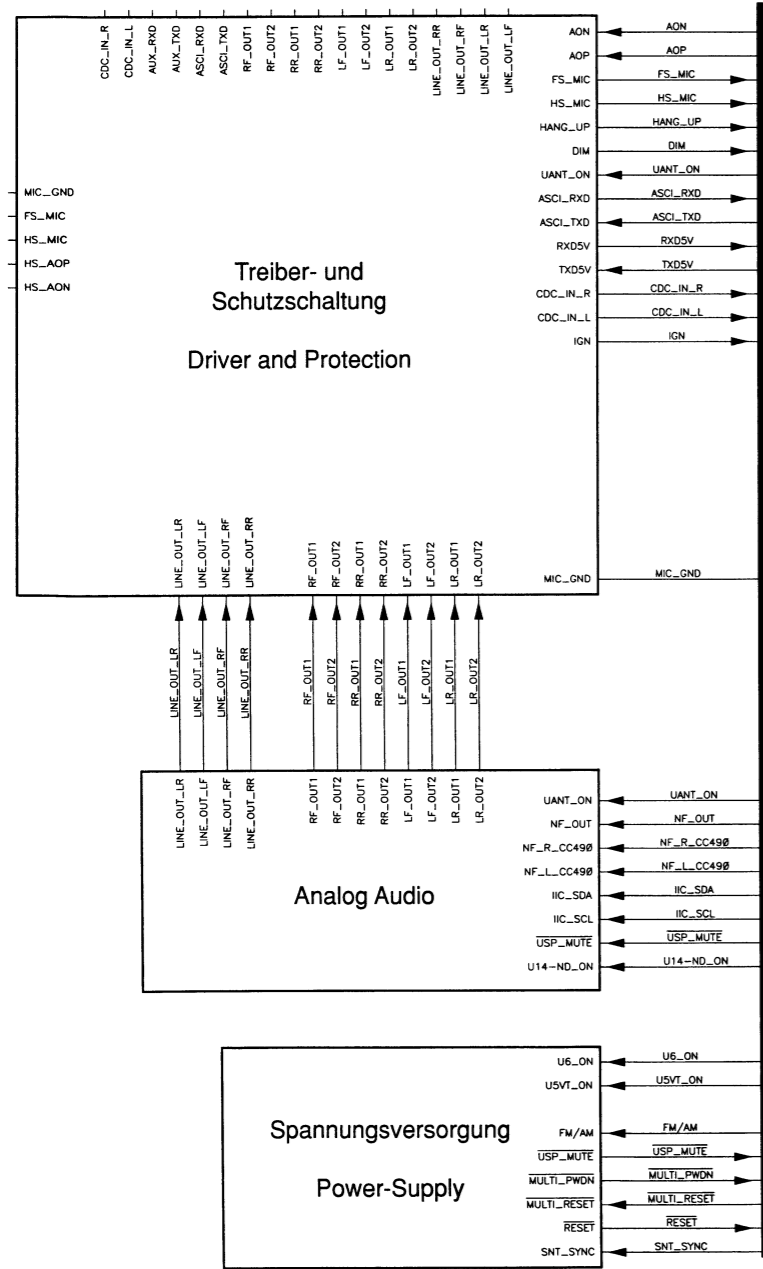 CDC_IN_R
CDC_IN_L
AUX_RXD
AUX_TXD
ASCI_RXD
ASCI_TXD
RF_OUT1
RF_OUT2
RR_OUT1
RR_OUT2
LF_OUT1
LF_OUT2
LR_OUT1
LR_OUT2
LINE_OUT_RR
LINE_OUT_RF
LINE_OUT_LR
LINE_OUT_LF
AON AON
AOP AOP
FS_MIC FS_MIC
HS_MIC HS_MIC
HANG_UP HANG_UP
DIM DIM
UANT_ON UANT_ON
ASCI_RXD ASCI_RXD
ASCI_TXD ASCI_TXD
RXD5V RXD5V
TXD5V TXD5V
CDC_IN_R CDC_IN_R
CDC_IN_L CDC_IN_L
IGN IGN
MIC_GND
FS_MIC
HS_MIC
HS_AOP
HS_AON
Treiber- und
Schutzschaltung
Driver and Protection
MIC_GND MIC_GND
LINE_OUT_LR
LINE_OUT_LF
LINE_OUT_RF
LINE_OUT_RR
RF_OUT1
RF_OUT2
RR_OUT1
RR_OUT2
LF_OUT1
LF_OUT2
LR_OUT1
LR_OUT2
LINE_OUT_LR
LINE_OUT_LF
LINE_OUT_RF
LINE_OUT_RR
RF_OUT1
RF_OUT2
RR_OUT1
RR_OUT2
LF_OUT1
LF_OUT2
LR_OUT1
LR_OUT2
LINE_OUT_LR
LINE_OUT_LF
LINE_OUT_RF
LINE_OUT_RR
RF_OUT1
RF_OUT2
RR_OUT1
RR_OUT2
LF_OUT1
LF_OUT2
LR_OUT1
LR_OUT2
Analog Audio
UANT_ON UANT_ON
NF_OUT NF_OUT
NF_R_CC490 NF_R_CC490
NF_L_CC490 NF_L_CC490
IIC_SDA IIC_SDA
IIC_SCL IIC_SCL
USP_MUTE USP_MUTE
U14-ND_ON U14-ND_ON
Spannungsversorgung
Power-Supply
U6_ON U6_ON
U5VT_ON U5VT_ON
FM/AM FM/AM
USP_MUTE USP_MUTE
MULTI_PWDN MULTI_PWDN
MULTI_RESET MULTI_RESET
RESET RESET
SNT_SYNC SNT_SYNC